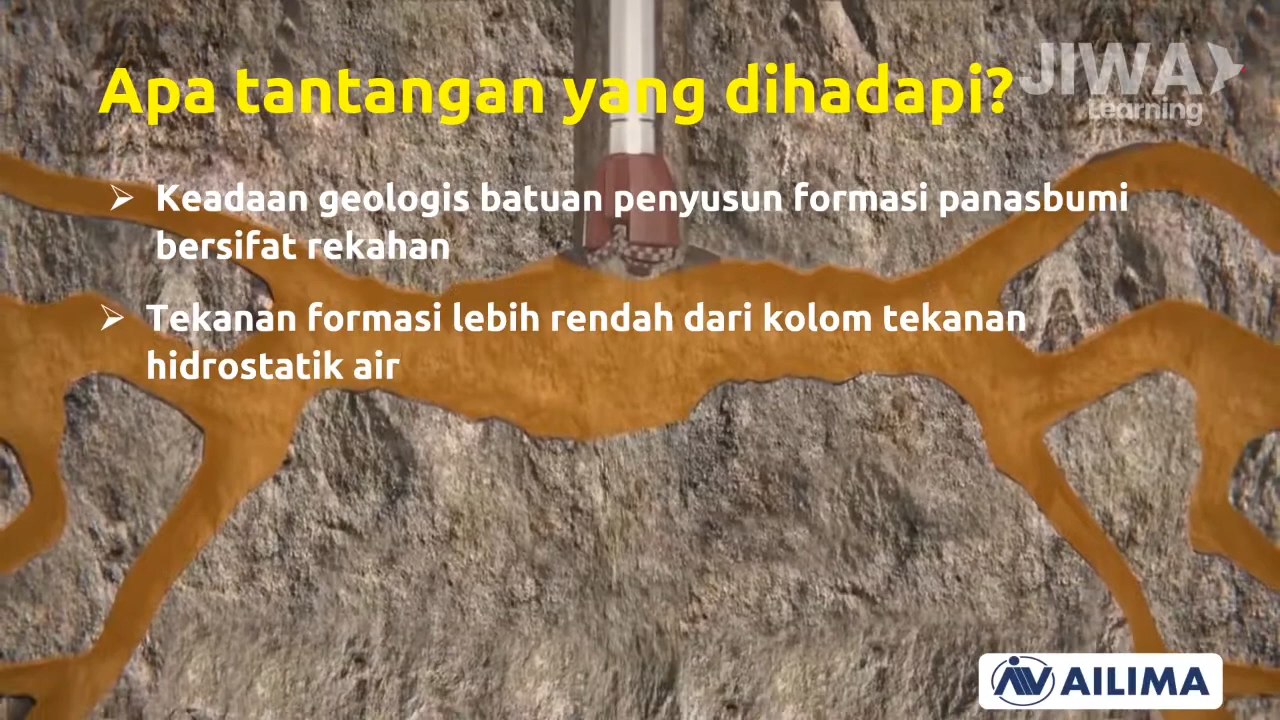 Apa tantangan yang dihadapi?
JIWA
Learning
➢ Keadaan geologis batuan penyusun formasi panasbumi
bersifat rekahan
➢ Tekanan formasi lebih rendah dari kolom tekanan
hidrostatik air
AILIMA